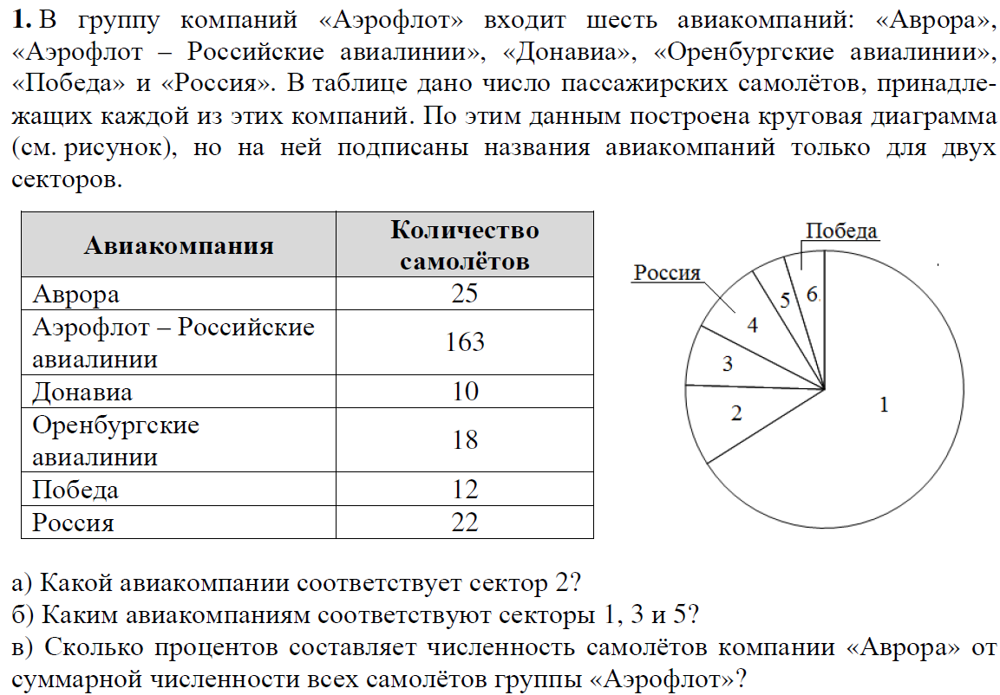 1. В группу компаний «Аэрофлот» входит шесть авиакомпаний: «Аврора»,
«Аэрофлот – Российские авиалинии», «Донавиа», «Оренбургские авиалинии»,
«Победа» и «Россия». В таблице дано число пассажирских самолётов, принадле-
жащих каждой из этих компаний. По этим данным построена круговая диаграмма
(см. рисунок), но на ней подписаны названия авиакомпаний только для двух
секторов.
Авиакомпания
Количество
самолётов
Аврора 25
Аэрофлот – Российские
авиалинии
163
Донавиа 10
Оренбургские
авиалинии
18
Победа 12
Россия 22
Победа
Россия
5
6
4
3
2
1
а) Какой авиакомпании соответствует сектор 2?
б) Каким авиакомпаниям соответствуют секторы 1, 3 и 5?
в) Сколько процентов составляет численность самолётов компании «Аврора» от
суммарной численности всех самолётов группы «Аэрофлот»?